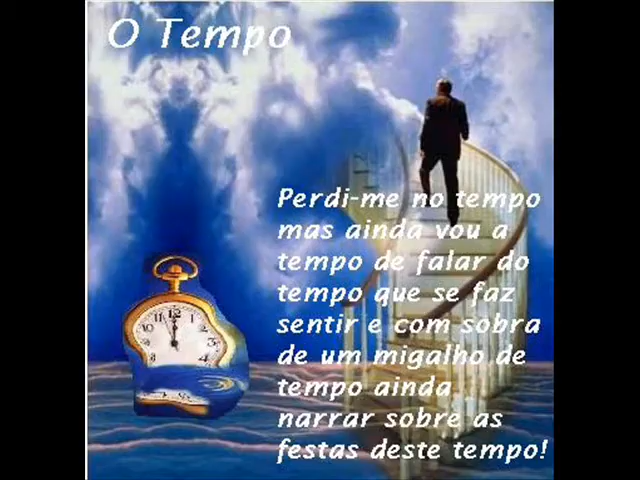 O Tempo
Perdi-me no tempo
mas ainda vou a
tempo de falar do
tempo que se faz
sentir e com sobra
de um migalho de
tempo ainda
narrar sobre as
festas deste tempo!
12